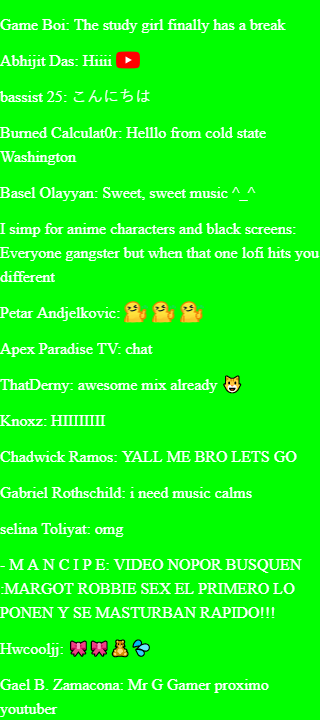 Game Boi: The study girl finally has a break
Abhijit Das: Hiiii
bassist 25: こんにちは
Burned Calculat0r: Helllo from cold state
Washington
Basel Olayyan: Sweet, sweet music ^_^
I simp for anime characters and black screens:
Everyone gangster but when that one lofi hits you
different
Petar Andjelkovic:
Apex Paradise TV: chat
ThatDerny: awesome mix already
Knoxz: HIIIIIIII
Chadwick Ramos: YALL ME BRO LETS GO
Gabriel Rothschild: i need music calms
selina Toliyat: omg
- M A N C I P E: VIDEO NOPOR BUSQUEN
:MARGOT ROBBIE SEX EL PRIMERO LO
PONEN Y SE MASTURBAN RAPIDO!!!
Hwcooljj: 🎀🎀🧸💦
Gael B. Zamacona: Mr G Gamer proximo
youtuber